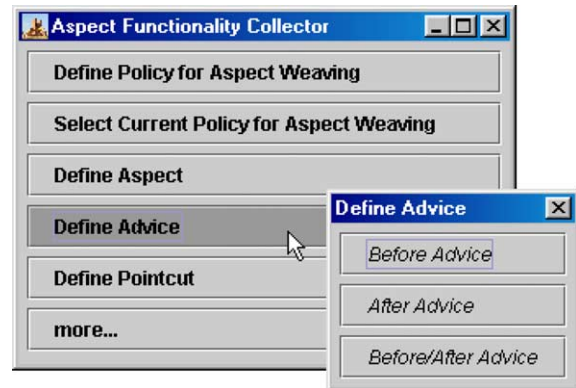 Aspect Functionality Collector
Define Policy for Aspect Weaving
Select Current Policy for Aspect Weaving
Define Aspect
Define Advice
Define Pointcut
more...
Define Advice
Before Advice
After Advice
Before/After Advice